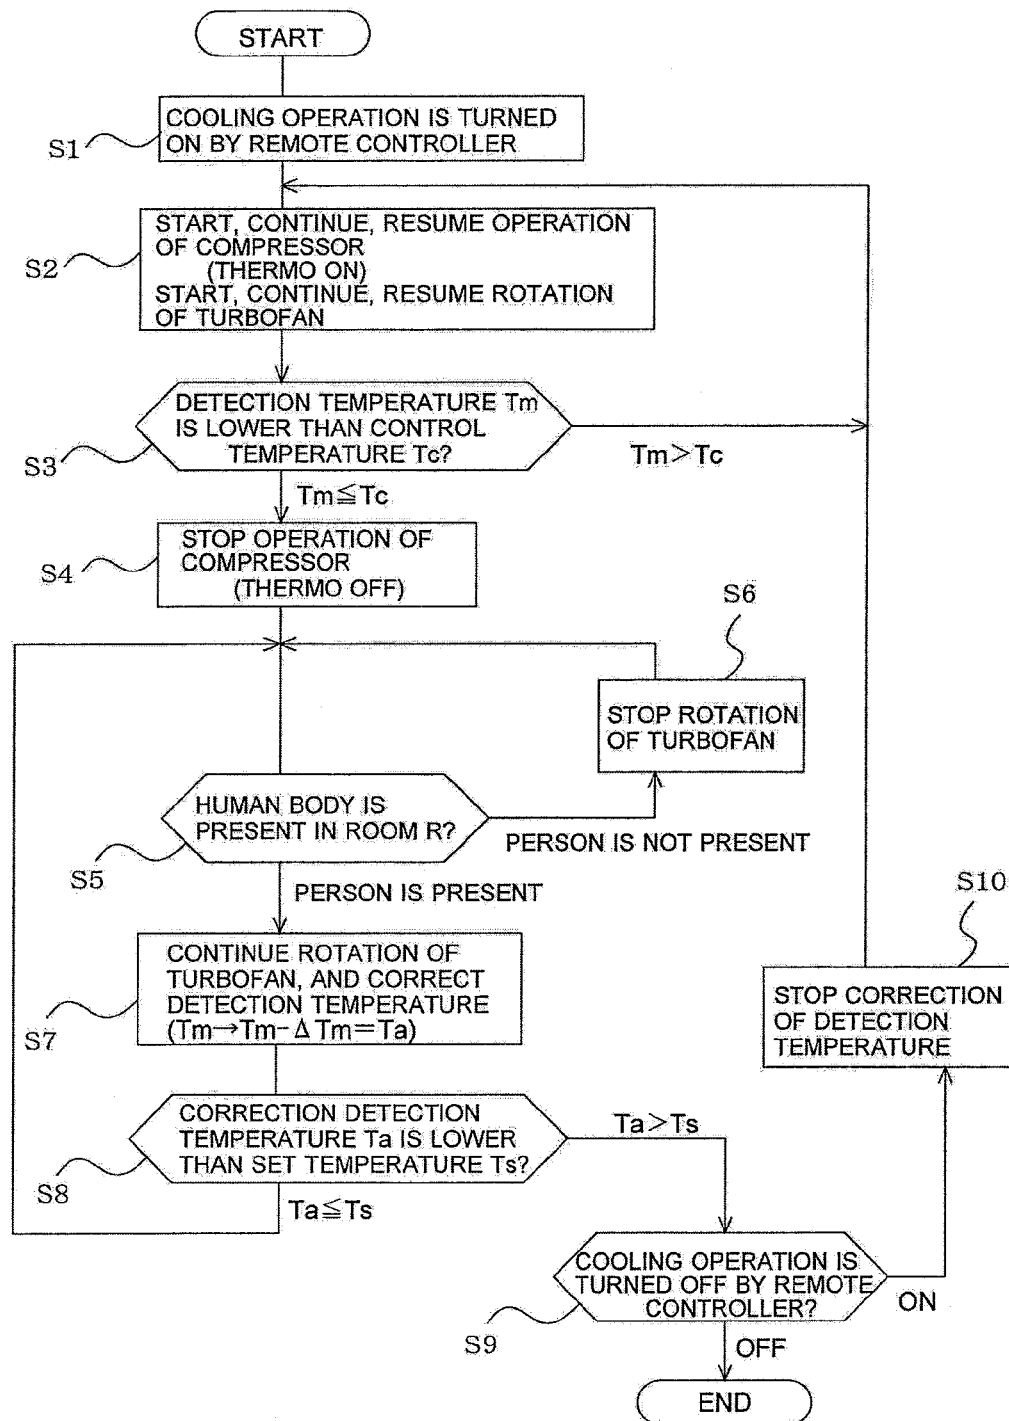 START
COOLING OPERATION IS TURNED
ON BY REMOTE CONTROLLER
S1
START, CONTINUE, RESUME OPERATION
OF COMPRESSOR
(THERMO ON)
START, CONTINUE, RESUME ROTATION
OF TURBOFAN
S2
DETECTION TEMPERATURE Tm
IS LOWER THAN CONTROL
TEMPERATURE Tc?
S3
Tm>Tc
Tm≦Tc
STOP OPERATION OF
COMPRESSOR
(THERMO OFF)
S4
S6
STOP ROTATION
OF TURBOFAN
HUMAN BODY IS
PRESENT IN ROOM R?
S5
PERSON IS NOT PRESENT
PERSON IS PRESENT
S10
CONTINUE ROTATION OF
TURBOFAN, AND CORRECT
DETECTION TEMPERATURE
(Tm→Tm-Δ Tm=Ta)
S7
STOP CORRECTION
OF DETECTION
TEMPERATURE
CORRECTION DETECTION
TEMPERATURE Ta IS LOWER
THAN SET TEMPERATURE Ts?
S8
Ta>Ts
Ta≦Ts
COOLING OPERATION IS
TURNED OFF BY REMOTE
CONTROLLER?
S9
ON
OFF
END